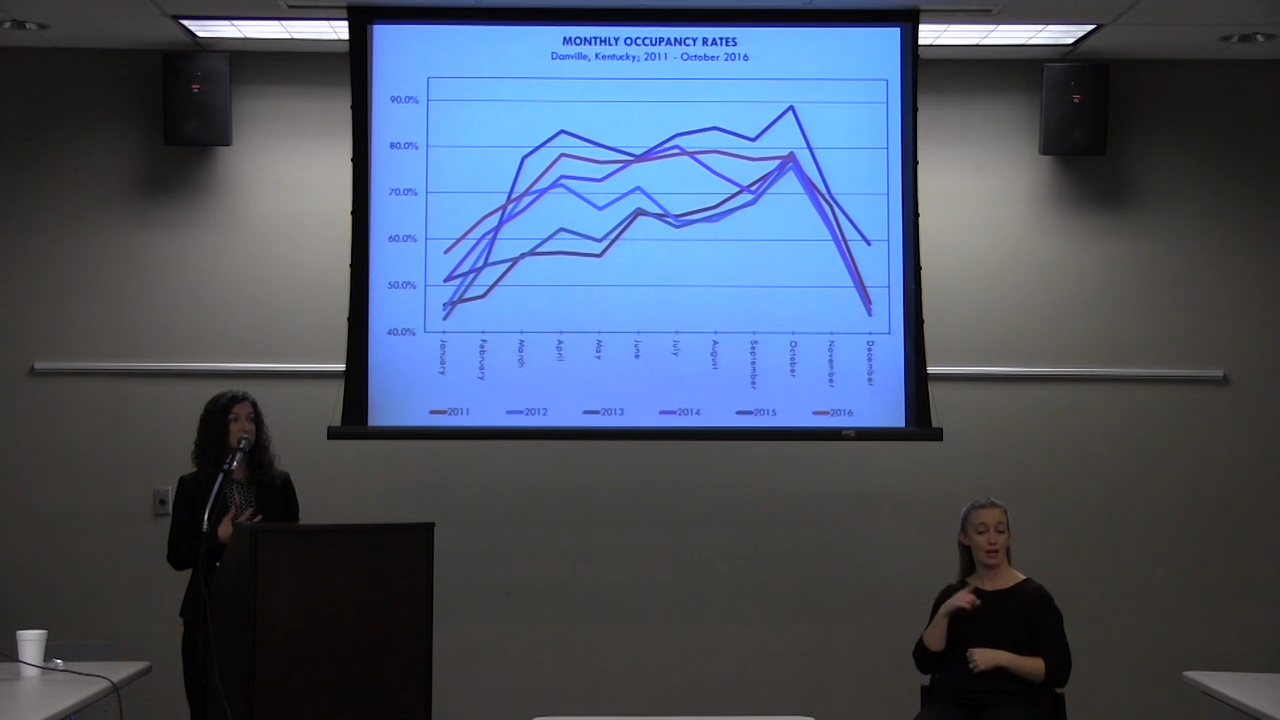 MONTHLY OCCUPANCY RATES
Danville, Kentucky; 2011 - October 2016
90.0%
80.0%
70.0%
60.0%
50.0%
40.0%
January February March April May June July August September October November December
2011 2012 2013 2014 2015 2016